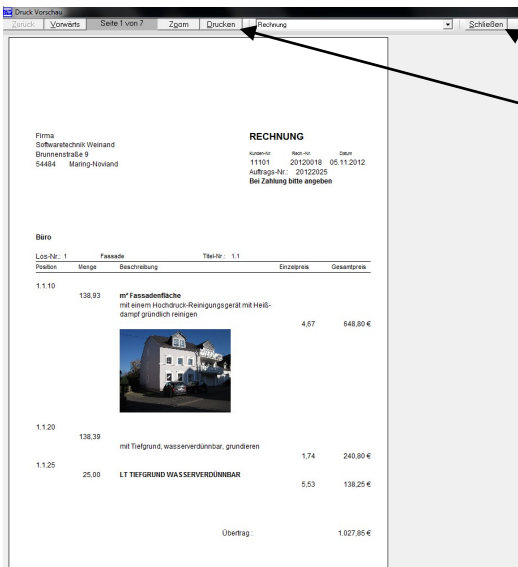 Druck Vorschau
Zurück Vorwärts Seite 1 von 7 Zoom Drucken Rechnung Schließen
Firma
Softwaretechnik Weinand
Brunnenstraße 9
54484 Maring-Noviand
RECHNUNG
Kunden-Nr. Rechn.-Nr. Datum
11101 20120018 05.11.2012
Auftrags-Nr.: 20122025
Bei Zahlung bitte angeben
Büro
Los-Nr.: 1 Fassade Titel-Nr.: 1.1
Position Menge Beschreibung Einzelpreis Gesamtpreis
1.1.10
138,93 m² Fassadenfläche
mit einem Hochdruck-Reinigungsgerät mit Heiß-
dampf gründlich reinigen
4,67 648,80 €
1.1.20
138,39
mit Tiefgrund, wasserverdünnbar, grundieren
1,74 240,80 €
1.1.25
25,00 LT TIEFGRUND WASSERVERDÜNNBAR
5,53 138,25 €
Übertrag : 1.027,85 €